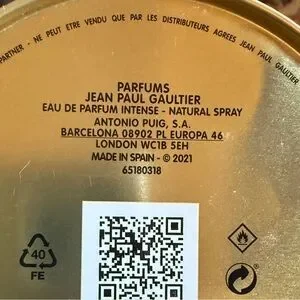 PARTNER - NE PEUT ETRE VENDU QUE PAR LES DISTRIBUTEURS AGREES JEAN PAUL GAULTIER
PARFUMS
JEAN PAUL GAULTIER
EAU DE PARFUM INTENSE - NATURAL SPRAY
ANTONIO PUIG, S.A.
BARCELONA 08902 PL EUROPA 46
LONDON WC1B 5EH
MADE IN SPAIN - © 2021
65180318
40
FE